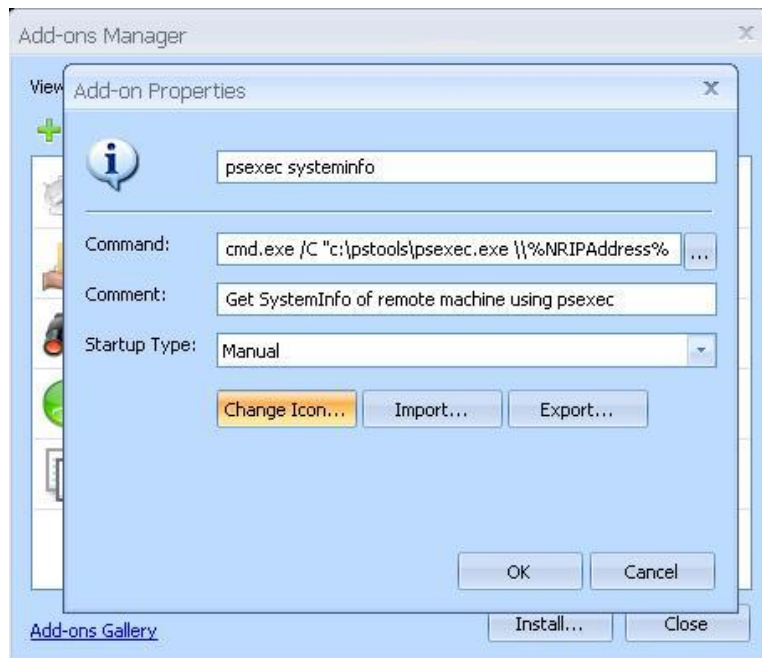 Add-ons Manager
View
Add-on Properties
psexec systeminfo
Command:
cmd.exe /C "c:\pstools\psexec.exe \\%NRIPAddress%
...
Comment:
Get SystemInfo of remote machine using psexec
Startup Type:
Manual
Change Icon...
Import...
Export...
OK
Cancel
Add-ons Gallery
Install...
Close